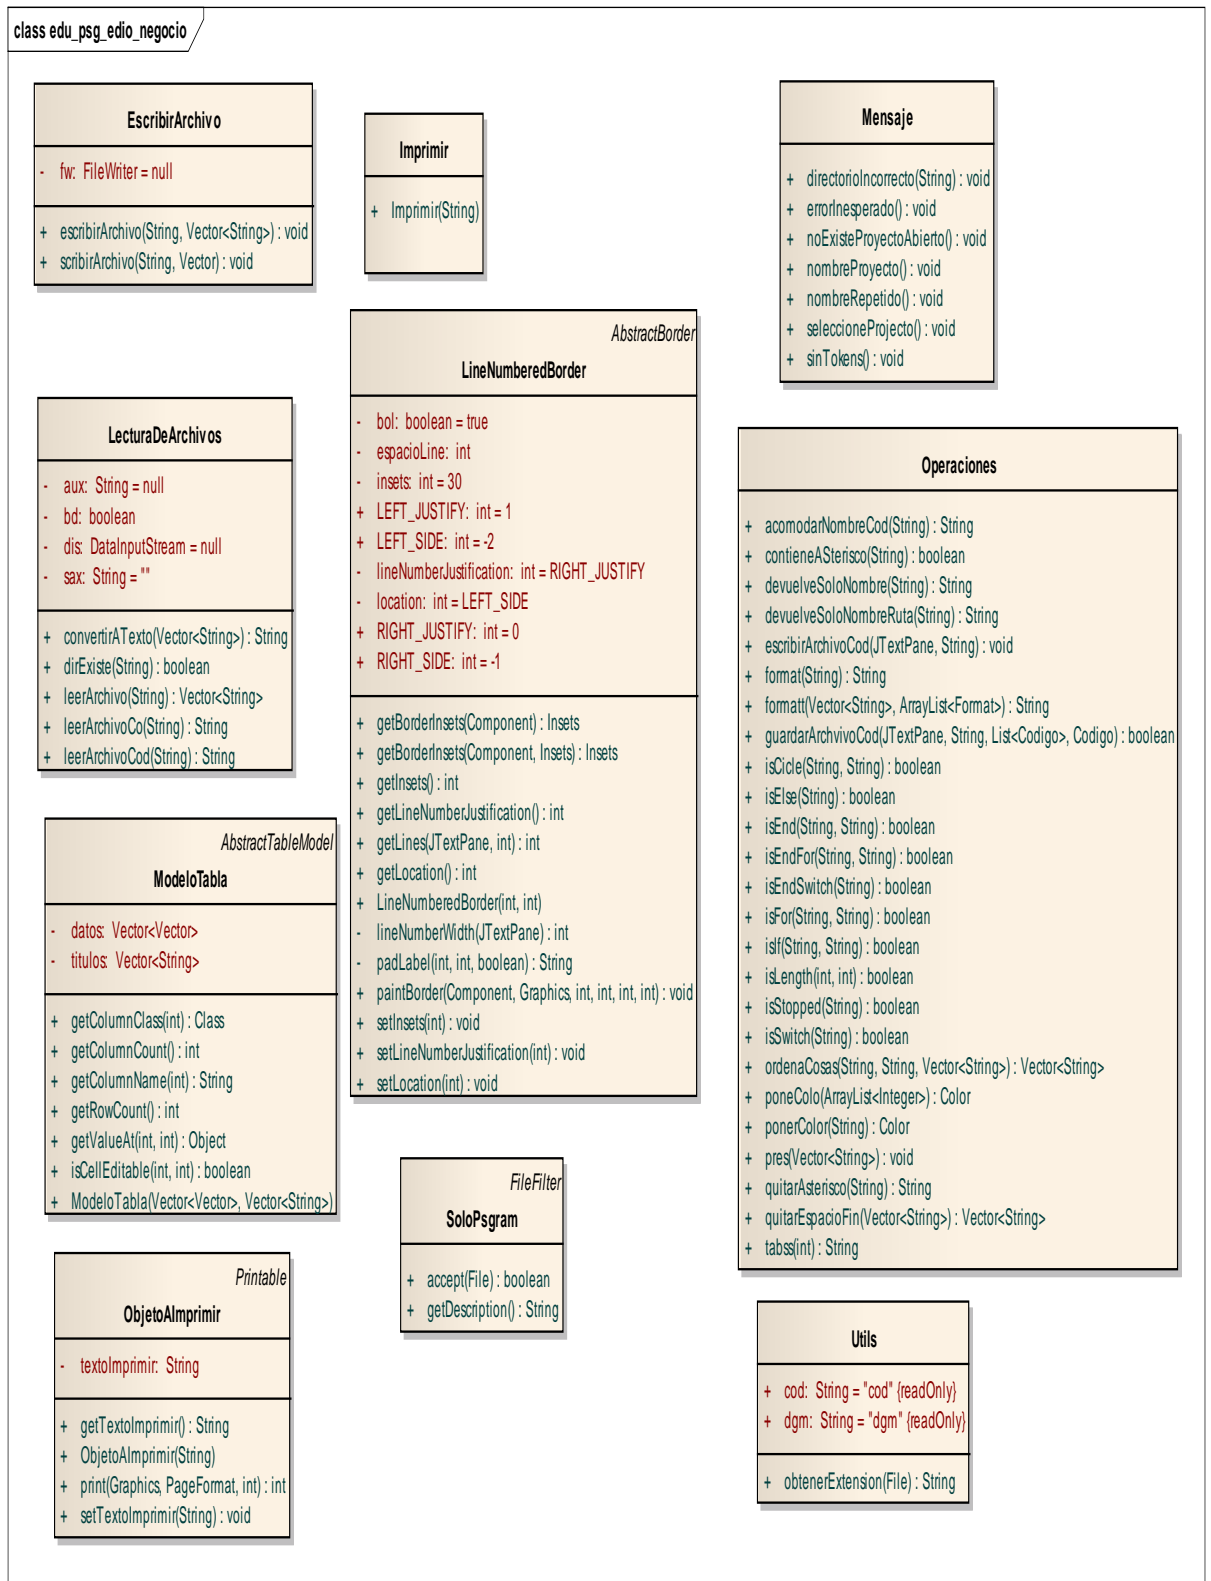 class edu_psg_edio_negocio
EscribirArchivo
- fw: FileWriter = null
+ escribirArchivo(String, Vector<String>) : void
+ scribirArchivo(String, Vector) : void
Imprimir
+ Imprimir(String)
Mensaje
+ directorioIncorrecto(String) : void
+ errorInesperado() : void
+ noExisteProyectoAbierto() : void
+ nombreProyecto() : void
+ nombreRepetido() : void
+ seleccioneProjecto() : void
+ sinTokens() : void
LecturaDeArchivos
- aux: String = null
- bd: boolean
- dis: DataInputStream = null
- sax: String = ""
+ convertirATexto(Vector<String>) : String
+ dirExiste(String) : boolean
+ leerArchivo(String) : Vector<String>
+ leerArchivoCo(String) : String
+ leerArchivoCod(String) : String
AbstractBorder
LineNumberedBorder
- bol: boolean = true
- espacioLine: int
- insets: int = 30
+ LEFT_JUSTIFY: int = 1
+ LEFT_SIDE: int = -2
- lineNumberJustification: int = RIGHT_JUSTIFY
- location: int = LEFT_SIDE
+ RIGHT_JUSTIFY: int = 0
+ RIGHT_SIDE: int = -1
+ getBorderInsets(Component) : Insets
+ getBorderInsets(Component, Insets) : Insets
+ getInsets() : int
+ getLineNumberJustification() : int
+ getLines(JTextPane, int) : int
+ getLocation() : int
+ LineNumberedBorder(int, int)
- lineNumberWidth(JTextPane) : int
- padLabel(int, int, boolean) : String
+ paintBorder(Component, Graphics, int, int, int, int) : void
+ setInsets(int) : void
+ setLineNumberJustification(int) : void
+ setLocation(int) : void
Operaciones
+ acomodarNombreCod(String) : String
+ contieneASterisco(String) : boolean
+ devuelveSoloNombre(String) : String
+ devuelveSoloNombreRuta(String) : String
+ escribirArchivoCod(JTextPane, String) : void
+ format(String) : String
+ formatt(Vector<String>, ArrayList<Format>) : String
+ guardarArchvivoCod(JTextPane, String, List<Codigo>, Codigo) : boolean
+ isCicle(String, String) : boolean
+ isElse(String) : boolean
+ isEnd(String, String) : boolean
+ isEndFor(String, String) : boolean
+ isEndSwitch(String) : boolean
+ isFor(String, String) : boolean
+ isIf(String, String) : boolean
+ isLength(int, int) : boolean
+ isStopped(String) : boolean
+ isSwitch(String) : boolean
+ ordenaCosas(String, String, Vector<String>) : Vector<String>
+ poneColo(ArrayList<Integer>) : Color
+ ponerColor(String) : Color
+ pres(Vector<String>) : void
+ quitarAsterisco(String) : String
+ quitarEspacioFin(Vector<String>) : Vector<String>
+ tabss(int) : String
AbstractTableModel
ModeloTabla
- datos: Vector<Vector>
- titulos: Vector<String>
+ getColumnClass(int) : Class
+ getColumnCount() : int
+ getColumnName(int) : String
+ getRowCount() : int
+ getValueAt(int, int) : Object
+ isCellEditable(int, int) : boolean
+ ModeloTabla(Vector<Vector>, Vector<String>)
FileFilter
SoloPsgram
+ accept(File) : boolean
+ getDescription() : String
Printable
ObjetoAImprimir
- textoImprimir: String
+ getTextoImprimir() : String
+ ObjetoAImprimir(String)
+ print(Graphics, PageFormat, int) : int
+ setTextoImprimir(String) : void
Utils
+ cod: String = "cod" {readOnly}
+ dgm: String = "dgm" {readOnly}
+ obtenerExtension(File) : String